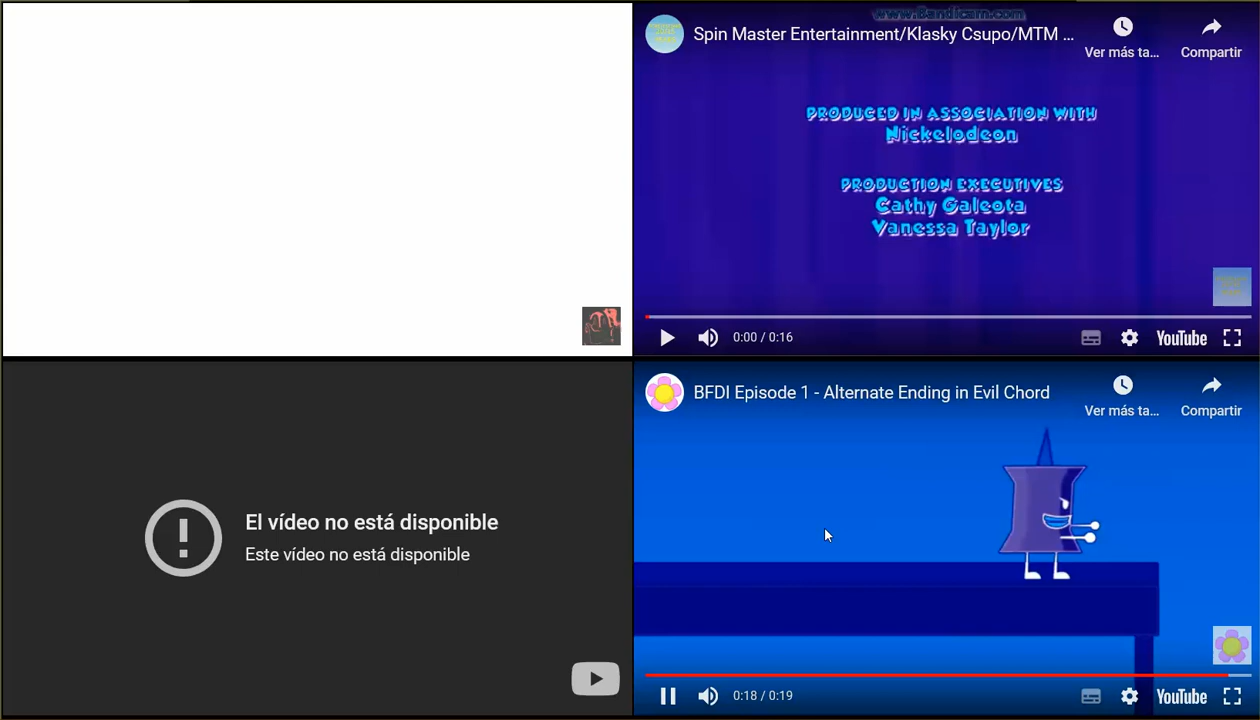 www.Bandicam.com
Spin Master Entertainment/Klasky Csupo/MTM ...
Ver más ta...
Compartir
PRODUCED IN ASSOCIATION WITH
Nickelodeon
PRODUCTION EXECUTIVES
Cathy Galeota
Vanessa Taylor
0:00 / 0:16
YouTube
El vídeo no está disponible
Este vídeo no está disponible
BFDI Episode 1 - Alternate Ending in Evil Chord
Ver más ta...
Compartir
0:18 / 0:19
YouTube